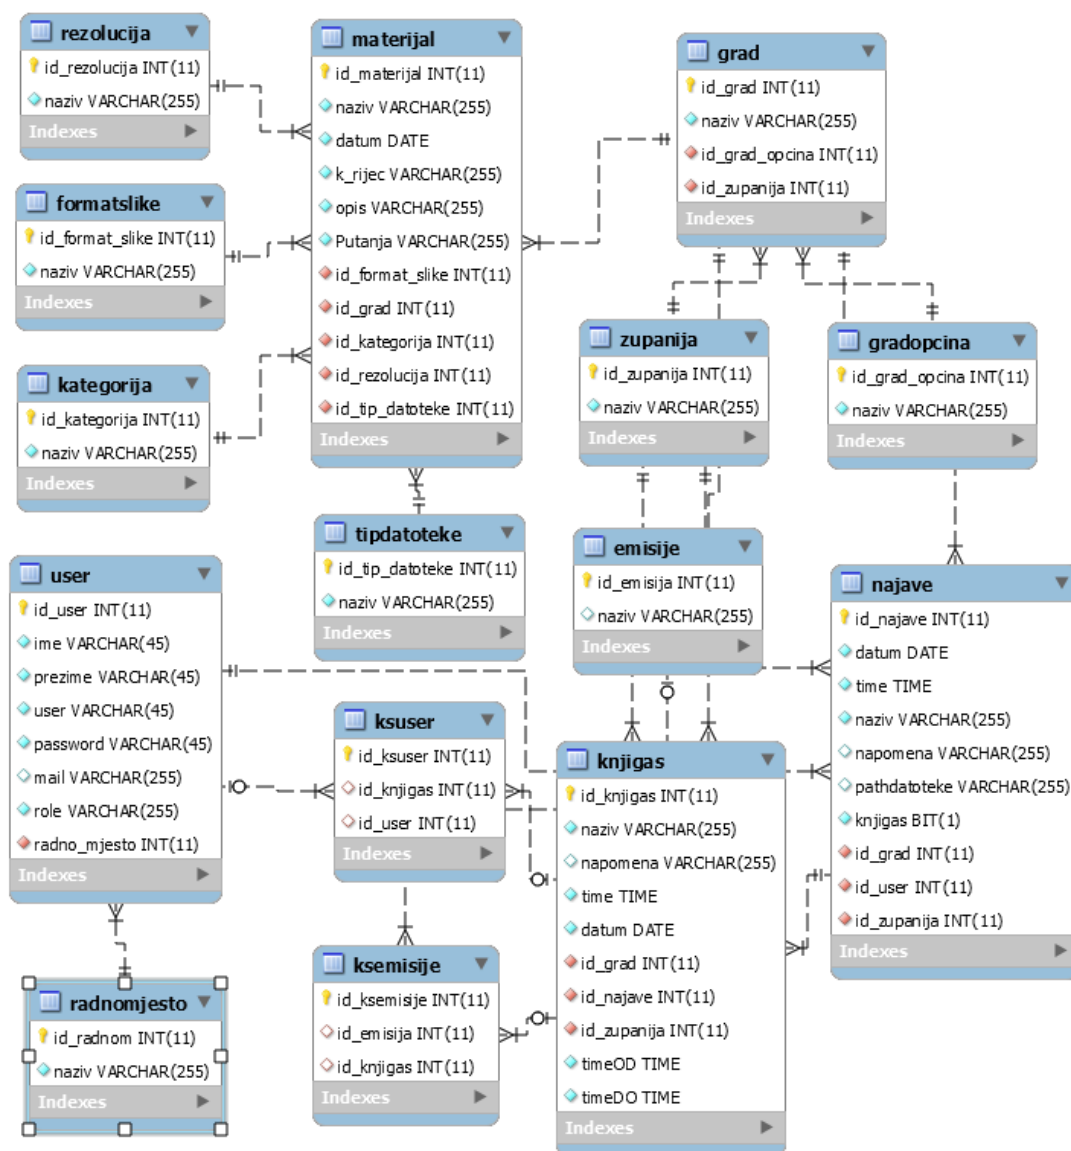 rezolucija
id_rezolucija INT(11)
naziv VARCHAR(255)
Indexes
formatslike
id_format_slike INT(11)
naziv VARCHAR(255)
Indexes
kategorija
id_kategorija INT(11)
naziv VARCHAR(255)
Indexes
materijal
id_materijal INT(11)
naziv VARCHAR(255)
datum DATE
k_rijec VARCHAR(255)
opis VARCHAR(255)
Putanja VARCHAR(255)
id_format_slike INT(11)
id_grad INT(11)
id_kategorija INT(11)
id_rezolucija INT(11)
id_tip_datoteke INT(11)
Indexes
grad
id_grad INT(11)
naziv VARCHAR(255)
id_grad_opcina INT(11)
id_zupanija INT(11)
Indexes
zupanija
id_zupanija INT(11)
naziv VARCHAR(255)
Indexes
gradopcina
id_grad_opcina INT(11)
naziv VARCHAR(255)
Indexes
tipdatoteke
id_tip_datoteke INT(11)
naziv VARCHAR(255)
Indexes
emisije
id_emisija INT(11)
naziv VARCHAR(255)
Indexes
user
id_user INT(11)
ime VARCHAR(45)
prezime VARCHAR(45)
user VARCHAR(45)
password VARCHAR(45)
mail VARCHAR(255)
role VARCHAR(255)
radno_mjesto INT(11)
Indexes
ksuser
id_ksuser INT(11)
id_knjigas INT(11)
id_user INT(11)
Indexes
knjigas
id_knjigas INT(11)
naziv VARCHAR(255)
napomena VARCHAR(255)
time TIME
datum DATE
id_grad INT(11)
id_najave INT(11)
id_zupanija INT(11)
timeOD TIME
timeDO TIME
Indexes
najave
id_najave INT(11)
datum DATE
time TIME
naziv VARCHAR(255)
napomena VARCHAR(255)
pathdatoteke VARCHAR(255)
knjigas BIT(1)
id_grad INT(11)
id_user INT(11)
id_zupanija INT(11)
Indexes
radnomjesto
id_radnom INT(11)
naziv VARCHAR(255)
Indexes
ksemisije
id_ksemisije INT(11)
id_emisija INT(11)
id_knjigas INT(11)
Indexes